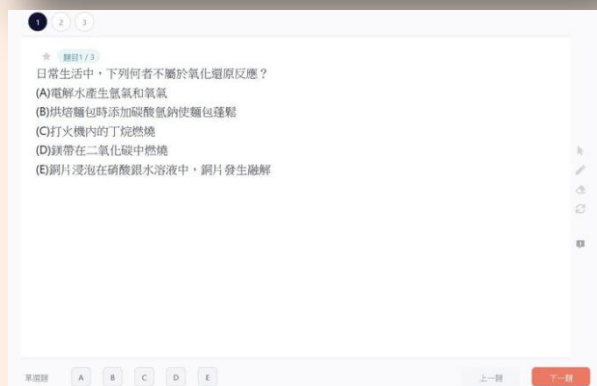 1 2 3
題目1 / 3
日常生活中，下列何者不屬於氧化還原反應？
(A)電解水產生氫氣和氧氣
(B)烘焙麵包時添加碳酸氫鈉使麵包蓬鬆
(C)打火機內的丁烷燃燒
(D)鎂帶在二氧化碳中燃燒
(E)銅片浸泡在硝酸銀水溶液中，銅片發生融解
單選題 A B C D E 上一題 下一題